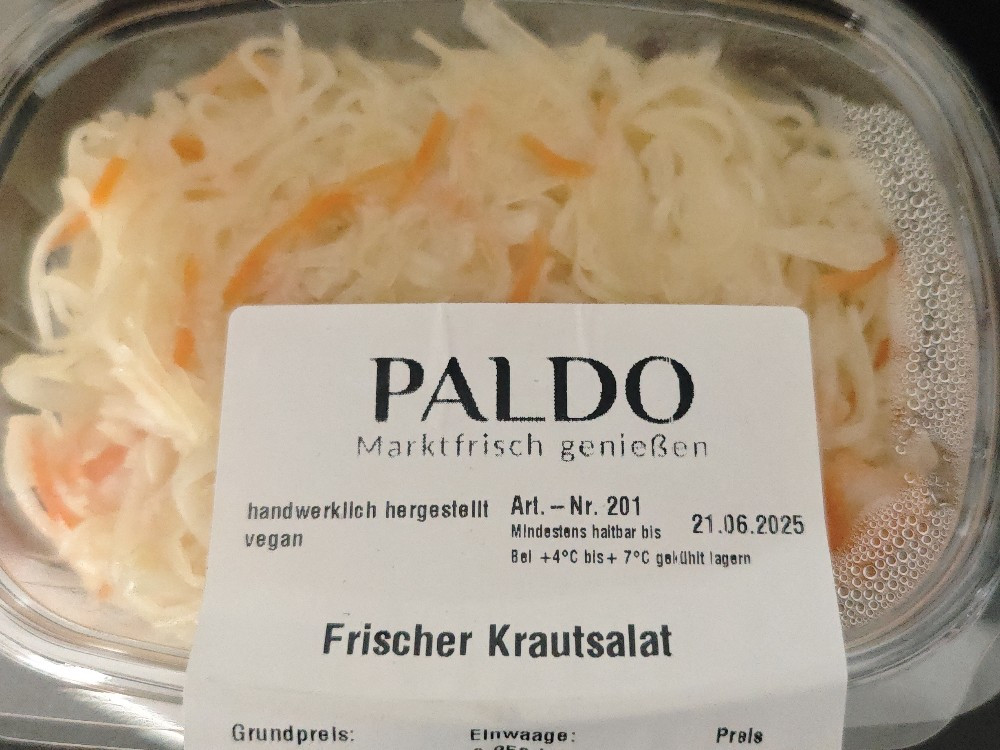 PALDO
Marktfrisch genießen
handwerklich hergestellt
vegan
Art. – Nr. 201
Mindestens haltbar bis 21.06.2025
Bei +4°C bis+ 7°C gekühlt lagern
Frischer Krautsalat
Grundpreis: Einwaage: Preis